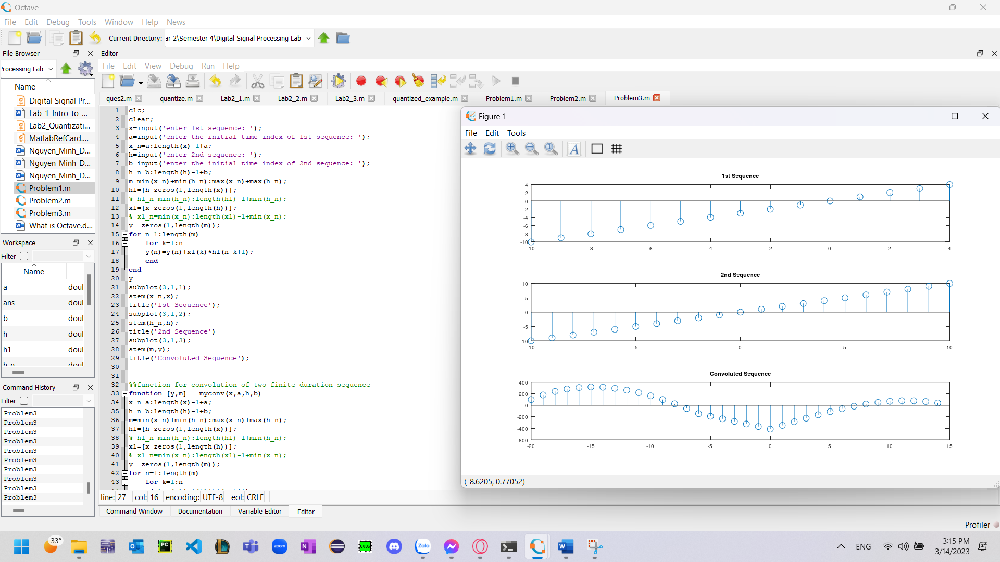 Octave
File Edit Debug Tools Window Help News
Current Directory: ar 2\Semester 4\Digital Signal Processing Lab
File Browser
Processing Lab
Name
Digital Signal Pr...
Lab_1_Intro_to_...
Lab2_Quantizati...
MatlabRefCard....
Nguyen_Minh_D...
Nguyen_Minh_D...
Nguyen_Minh_D...
Problem1.m
Problem2.m
Problem3.m
What is Octave.d...
Workspace
Filter
Name
a doub
ans doub
b doub
h doub
h1 doub
h_n doub
Command History
Filter
Problem3
Problem3
Problem3
Problem3
Problem3
Problem3
Problem3
Problem3
Problem3
Problem3
Editor
File Edit View Debug Run Help
ques2.m quantize.m Lab2_1.m Lab2_2.m Lab2_3.m quantized_example.m Problem1.m Problem2.m Problem3.m
1 clc;
2 clear;
3 x=input('enter 1st sequence: ');
4 a=input('enter the initial time index of 1st sequence: ');
5 x_n=a:length(x)-1+a;
6 h=input('enter 2nd sequence: ');
7 b=input('enter the initial time index of 2nd sequence: ');
8 h_n=b:length(h)-1+b;
9 m=min(x_n)+min(h_n):max(x_n)+max(h_n);
10 h1=[h zeros(1,length(x))];
11 % h1_n=min(h_n):length(h1)-1+min(h_n);
12 x1=[x zeros(1,length(h))];
13 % x1_n=min(x_n):length(x1)-1+min(x_n);
14 y= zeros(1,length(m));
15 for n=1:length(m)
16 for k=1:n
17 y(n)=y(n)+x1(k)*h1(n-k+1);
18 end
19 end
20 y
21 subplot(3,1,1);
22 stem(x_n,x);
23 title('1st Sequence');
24 subplot(3,1,2);
25 stem(h_n,h);
26 title('2nd Sequence')
27 subplot(3,1,3);
28 stem(m,y);
29 title('Convoluted Sequence');
30
31
32 %%function for convolution of two finite duration sequence
33 function [y,m] = myconv(x,a,h,b)
34 x_n=a:length(x)-1+a;
35 h_n=b:length(h)-1+b;
36 m=min(x_n)+min(h_n):max(x_n)+max(h_n);
37 h1=[h zeros(1,length(x))];
38 % h1_n=min(h_n):length(h1)-1+min(h_n);
39 x1=[x zeros(1,length(h))];
40 % x1_n=min(x_n):length(x1)-1+min(x_n);
41 y= zeros(1,length(m));
42 for n=1:length(m)
43 for k=1:n
line: 27 col: 16 encoding: UTF-8 eol: CRLF
Command Window Documentation Variable Editor Editor
Figure 1
File Edit Tools
1st Sequence
4
2
0
-2
-4
-6
-8
-10
-10 -8 -6 -4 -2 0 2 4
2nd Sequence
10
5
0
-5
-10
-10 -5 0 5 10
Convoluted Sequence
400
200
0
-200
-400
-600
-20 -15 -10 -5 0 5 10 15
(-8.6205, 0.77052)
Profiler
33°
PC
zoom
N
8086
Zalo
ENG
3:15 PM
3/14/2023